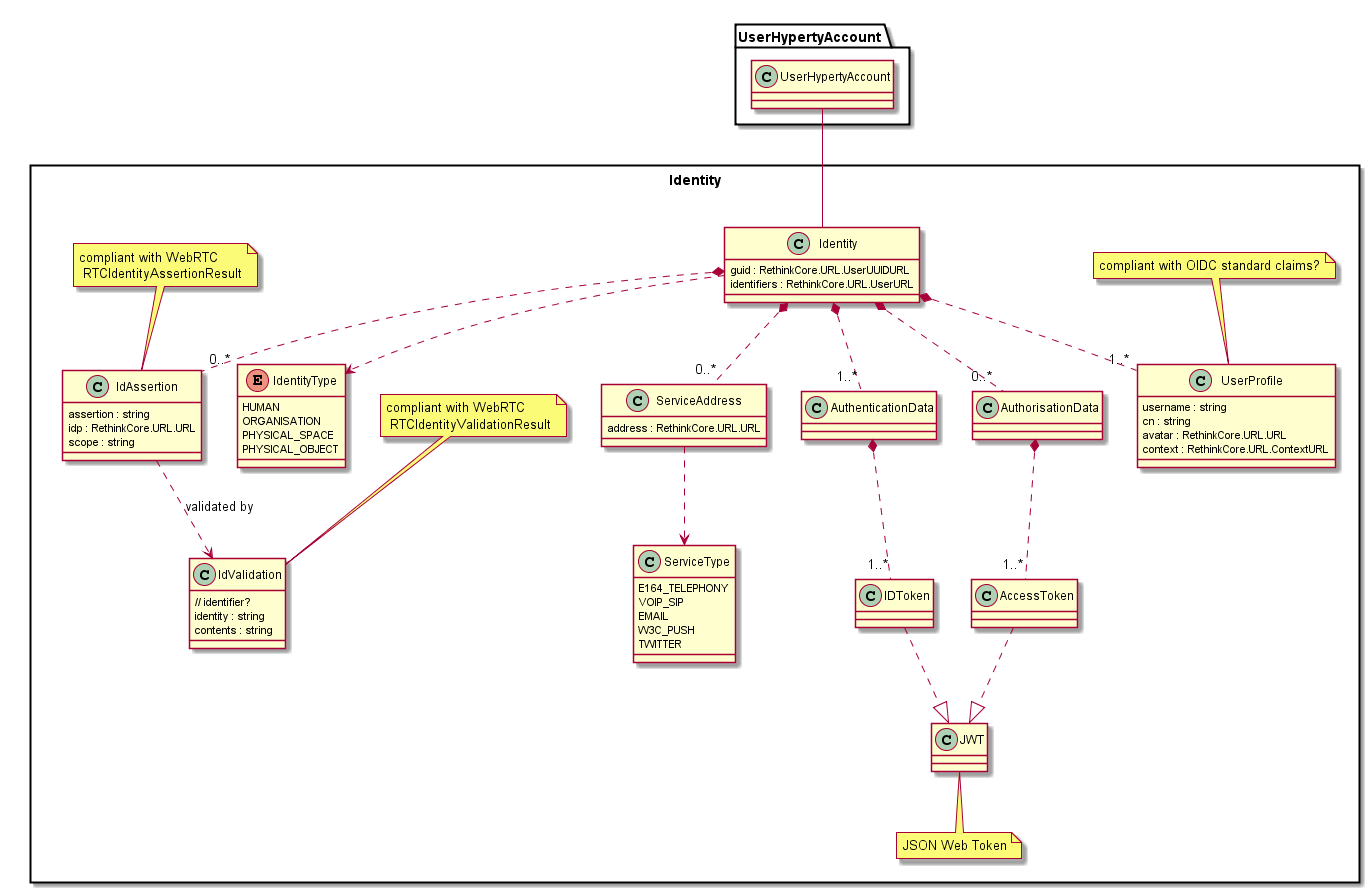 UserHypertyAccount
C UserHypertyAccount
Identity
C Identity
guid : RethinkCore.URL.UserUUIDURL
identifiers : RethinkCore.URL.UserURL
compliant with WebRTC
RTCIdentityAssertionResult
compliant with OIDC standard claims?
0..*
0..*
1..*
0..*
1..*
C IdAssertion
assertion : string
idp : RethinkCore.URL.URL
scope : string
E IdentityType
HUMAN
ORGANISATION
PHYSICAL_SPACE
PHYSICAL_OBJECT
compliant with WebRTC
RTCIdentityValidationResult
C ServiceAddress
address : RethinkCore.URL.URL
C AuthenticationData
C AuthorisationData
C UserProfile
username : string
cn : string
avatar : RethinkCore.URL.URL
context : RethinkCore.URL.ContextURL
validated by
C IdValidation
// identifier?
identity : string
contents : string
C ServiceType
E164_TELEPHONY
VOIP_SIP
EMAIL
W3C_PUSH
TWITTER
1..*
1..*
C IDToken
C AccessToken
C JWT
JSON Web Token